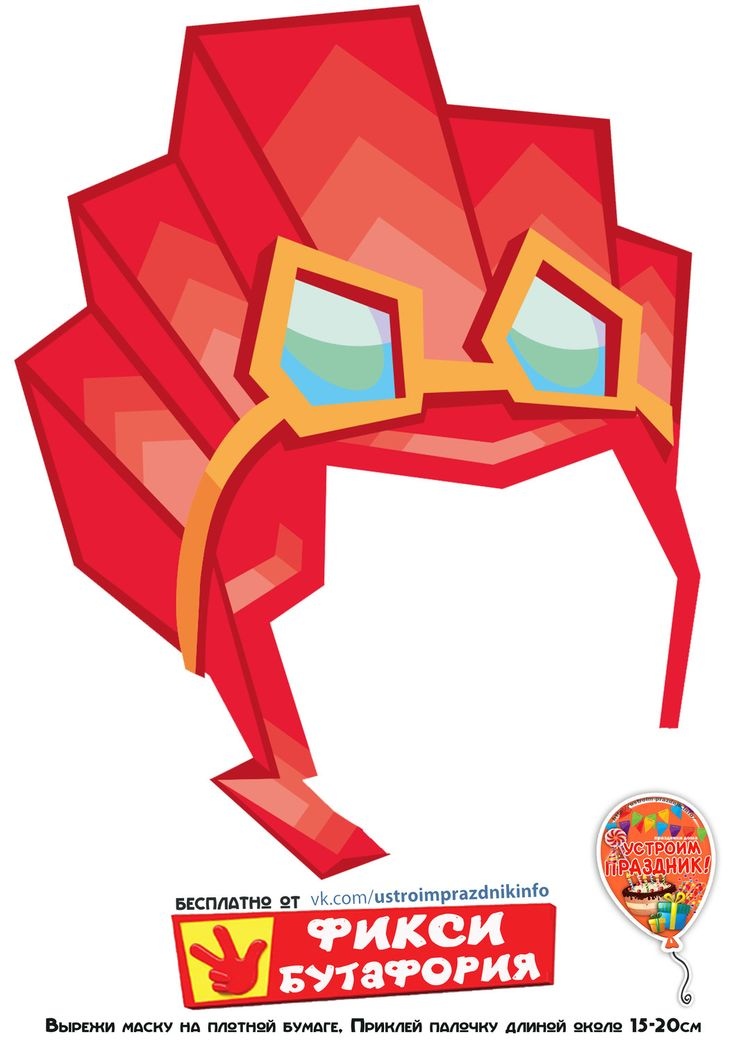 БЕСПЛАТНО ОТ vk.com/ustroimprazdnikinfo
ФИКСИ
БУТАФОРИЯ
УСТРОИМ
ПРАЗДНИК!
Вырежи маску на плотной бумаге, Приклей палочку длиной около 15-20см